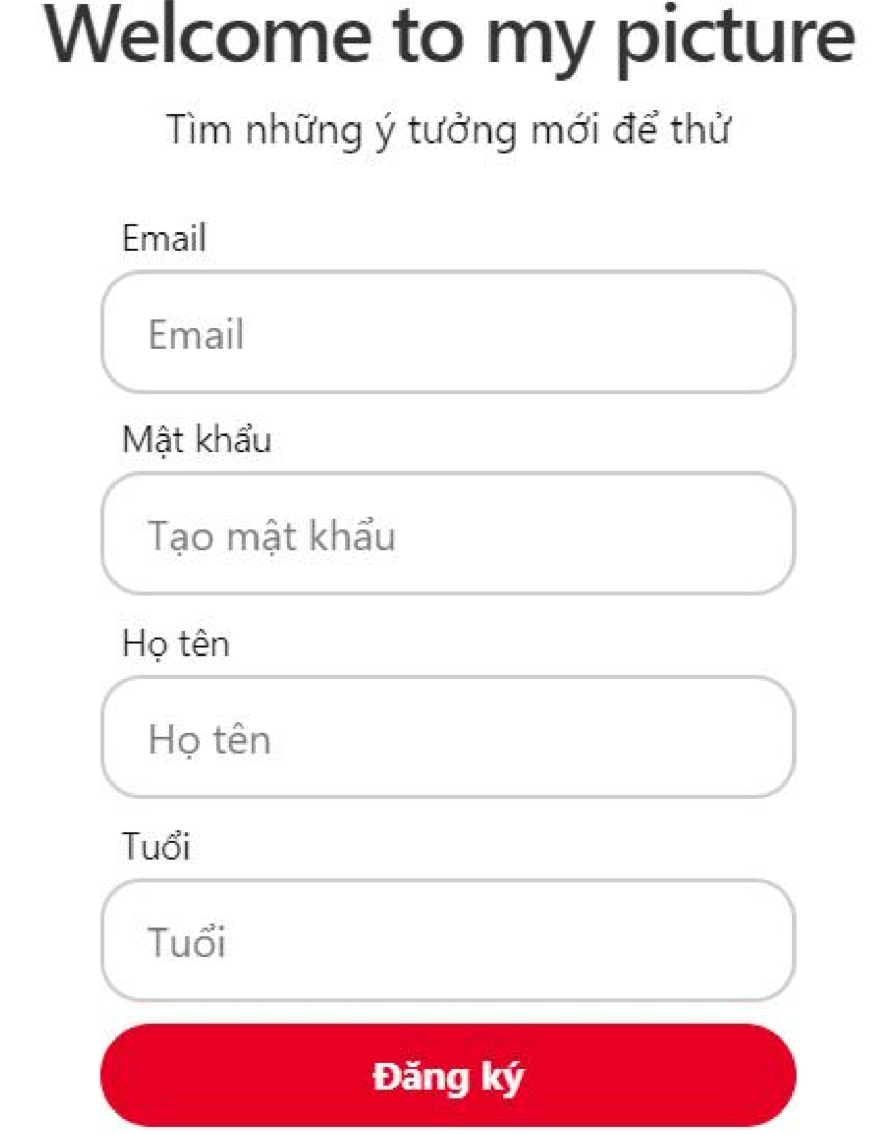 Welcome to my picture
Tìm những ý tưởng mới để thử
Email
Email
Mật khẩu
Tạo mật khẩu
Họ tên
Họ tên
Tuổi
Tuổi
Đăng ký